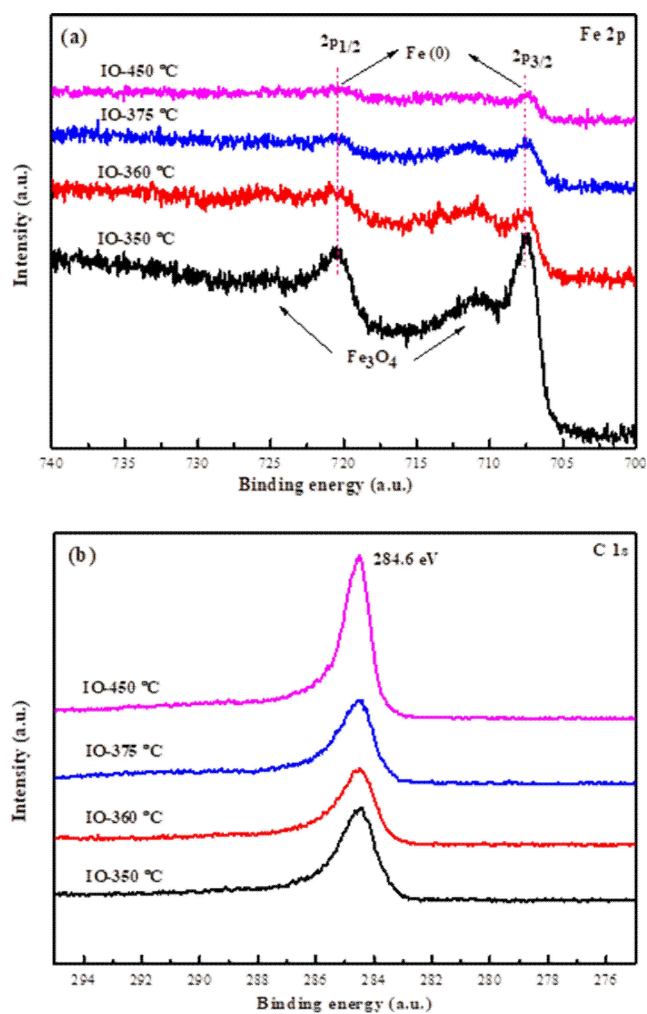 (a)
Fe 2p
2p1/2
Fe (0)
2p3/2
IO-450 °C
IO-375 °C
IO-360 °C
IO-350 °C
Fe3O4
Intensity (a.u.)
740 735 730 725 720 715 710 705 700
Binding energy (a.u.)
(b)
C 1s
284.6 eV
IO-450 °C
IO-375 °C
IO-360 °C
IO-350 °C
Intensity (a.u.)
294 292 290 288 286 284 282 280 278 276
Binding energy (a.u.)